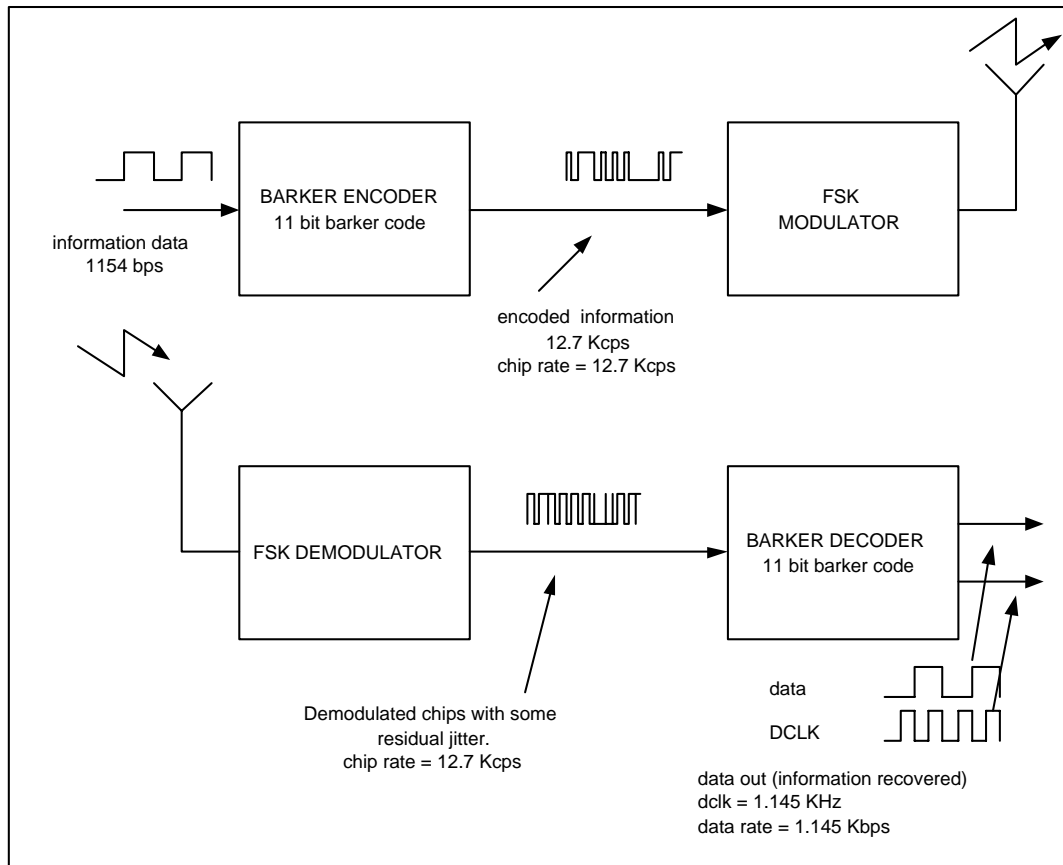 BARKER ENCODER
11 bit barker code
FSK
MODULATOR
information data
1154 bps
encoded information
12.7 Kcps
chip rate = 12.7 Kcps
FSK DEMODULATOR
BARKER DECODER
11 bit barker code
Demodulated chips with some
residual jitter.
chip rate = 12.7 Kcps
data
DCLK
data out (information recovered)
dclk = 1.145 KHz
data rate = 1.145 Kbps